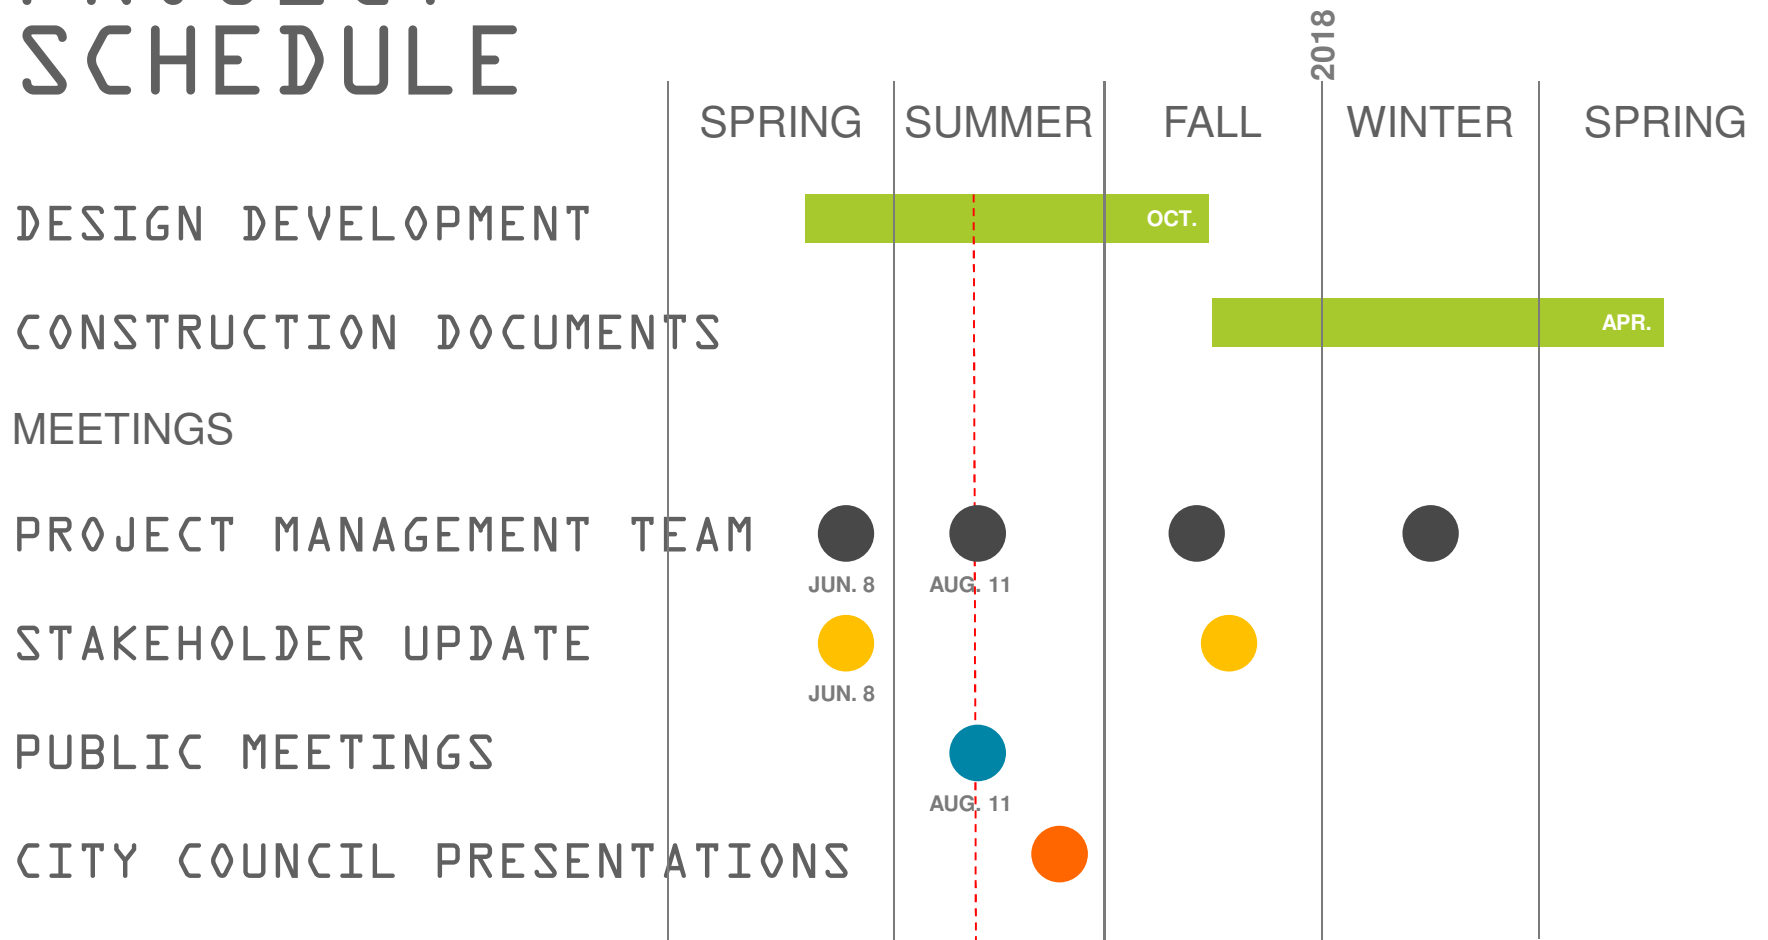 PROJECT
SCHEDULE
2018
SPRING SUMMER FALL WINTER SPRING
DESIGN DEVELOPMENT OCT.
CONSTRUCTION DOCUMENTS APR.
MEETINGS
PROJECT MANAGEMENT TEAM
JUN. 8 AUG. 11
STAKEHOLDER UPDATE
JUN. 8
PUBLIC MEETINGS
AUG. 11
CITY COUNCIL PRESENTATIONS